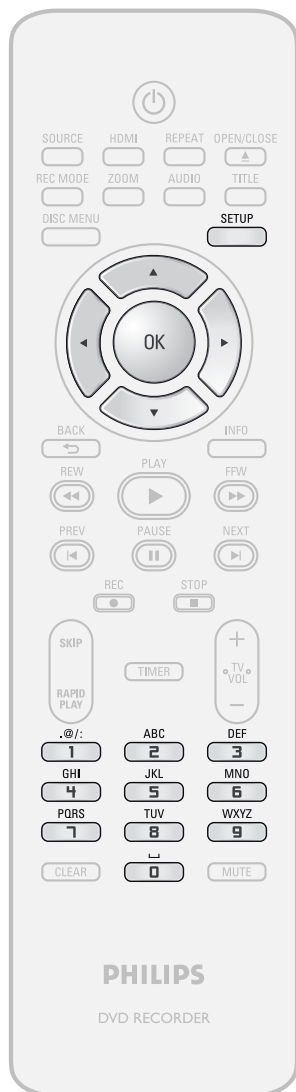 SOURCE HDMI REPEAT OPEN/CLOSE
REC MODE ZOOM AUDIO TITLE
DISC MENU SETUP
OK
BACK INFO
REW PLAY FFW
PREV PAUSE NEXT
REC STOP
SKIP + 
RAPID PLAY TIMER TV VOL −
.@/: ABC DEF
1 2 3
GHI JKL MNO
4 5 6
PQRS TUV WXYZ
7 8 9
CLEAR 0 MUTE
PHILIPS
DVD RECORDER